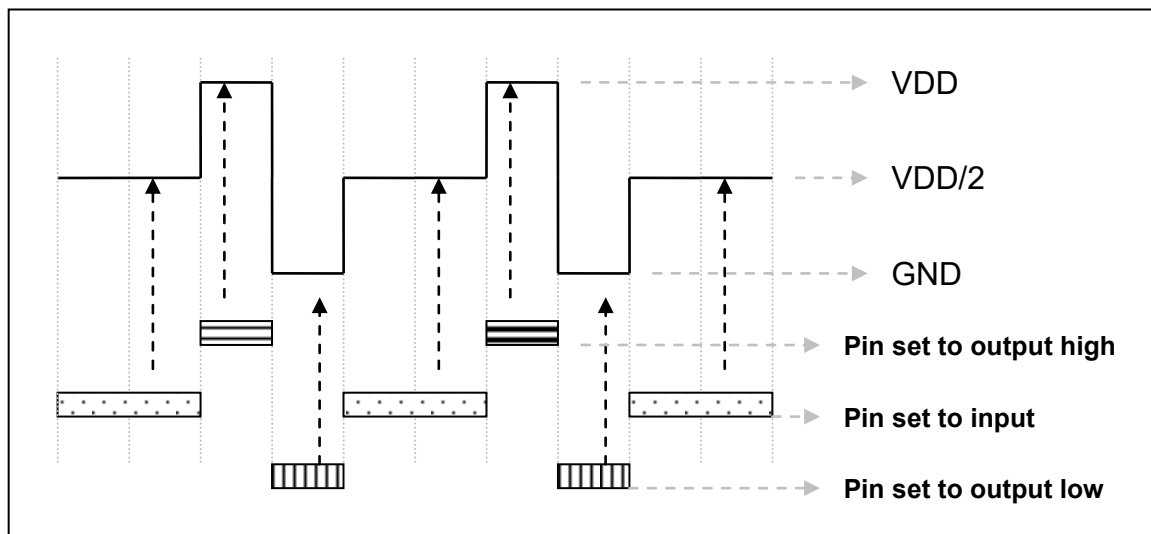 VDD
VDD/2
GND
Pin set to output high
Pin set to input
Pin set to output low